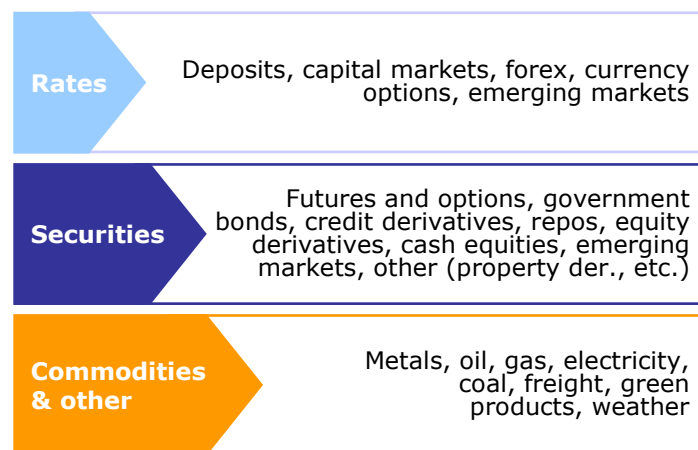 Rates
Deposits, capital markets, forex, currency
options, emerging markets
Securities
Futures and options, government
bonds, credit derivatives, repos, equity
derivatives, cash equities, emerging
markets, other (property der., etc.)
Commodities
& other
Metals, oil, gas, electricity,
coal, freight, green
products, weather